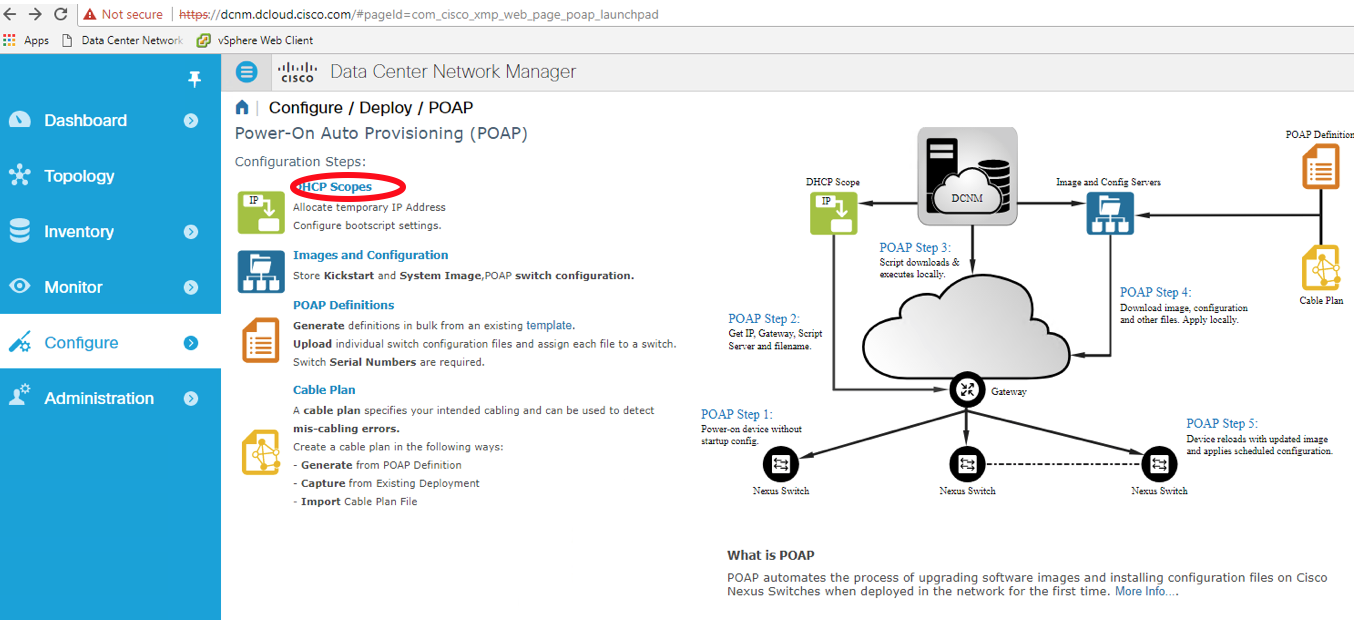 Not secure | https://dcnm.dcloud.cisco.com/#pageId=com_cisco_xmp_web_page_poap_launchpad
Apps Data Center Network vSphere Web Client
CISCO Data Center Network Manager
Dashboard
Topology
Inventory
Monitor
Configure
Administration
Configure / Deploy / POAP
Power-On Auto Provisioning (POAP)
Configuration Steps:
IP
DHCP Scopes
Allocate temporary IP Address
Configure bootscript settings.
Images and Configuration
Store Kickstart and System Image,POAP switch configuration.
POAP Definitions
Generate definitions in bulk from an existing template.
Upload individual switch configuration files and assign each file to a switch.
Switch Serial Numbers are required.
Cable Plan
A cable plan specifies your intended cabling and can be used to detect
mis-cabling errors.
Create a cable plan in the following ways:
- Generate from POAP Definition
- Capture from Existing Deployment
- Import Cable Plan File
POAP Definition
DHCP Scope
IP
DCNM
Image and Config Servers
Cable Plan
POAP Step 3:
Script downloads &
executes locally.
POAP Step 4:
Download image, configuration
and other files. Apply locally.
POAP Step 2:
Get IP, Gateway, Script
Server and filename.
Gateway
POAP Step 1:
Power-on device without
startup config.
POAP Step 5:
Device reloads with updated image
and applies scheduled configuration.
Nexus Switch
Nexus Switch
Nexus Switch
What is POAP
POAP automates the process of upgrading software images and installing configuration files on Cisco
Nexus Switches when deployed in the network for the first time. More Info....